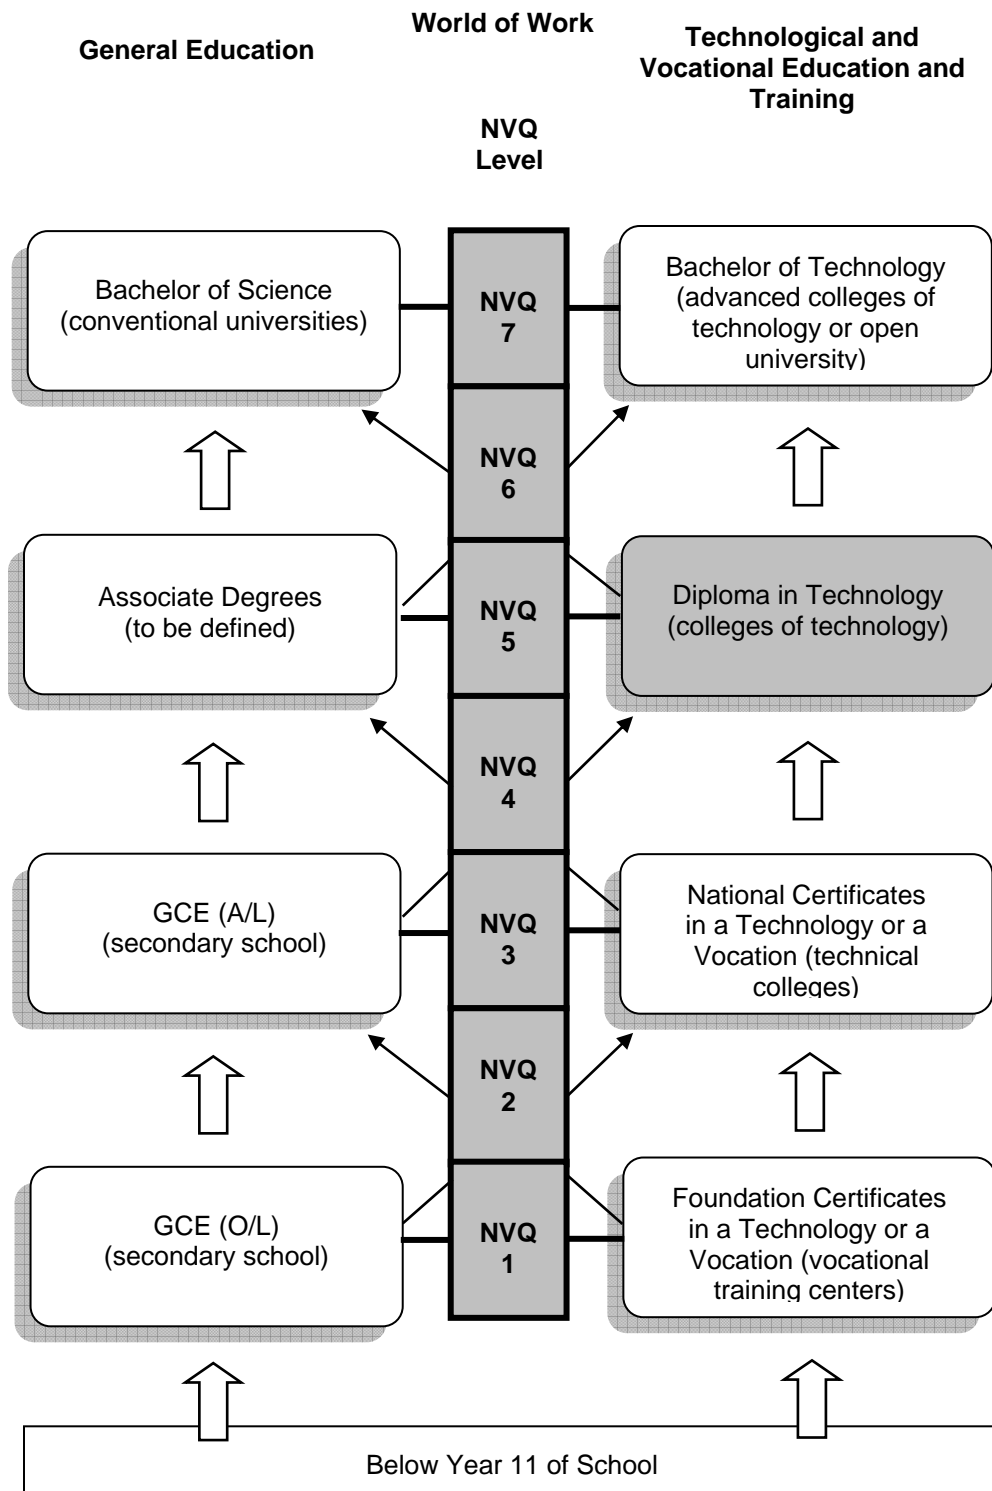 General Education
World of Work
Technological and
Vocational Education and
Training
NVQ
Level
Bachelor of Science
(conventional universities)
NVQ
7
Bachelor of Technology
(advanced colleges of
technology or open
university)
NVQ
6
Associate Degrees
(to be defined)
NVQ
5
Diploma in Technology
(colleges of technology)
NVQ
4
GCE (A/L)
(secondary school)
NVQ
3
National Certificates
in a Technology or a
Vocation (technical
colleges)
NVQ
2
GCE (O/L)
(secondary school)
NVQ
1
Foundation Certificates
in a Technology or a
Vocation (vocational
training centers)
Below Year 11 of School